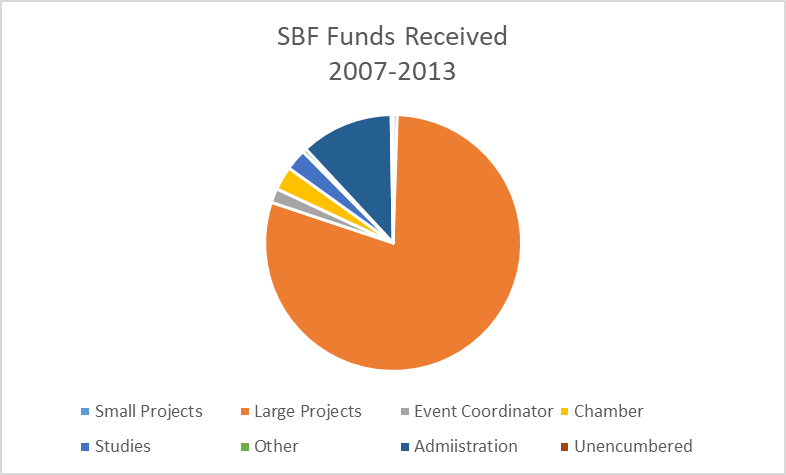 SBF Funds Received
2007-2013
Small Projects Large Projects Event Coordinator Chamber
Studies Other Admiistration Unencumbered